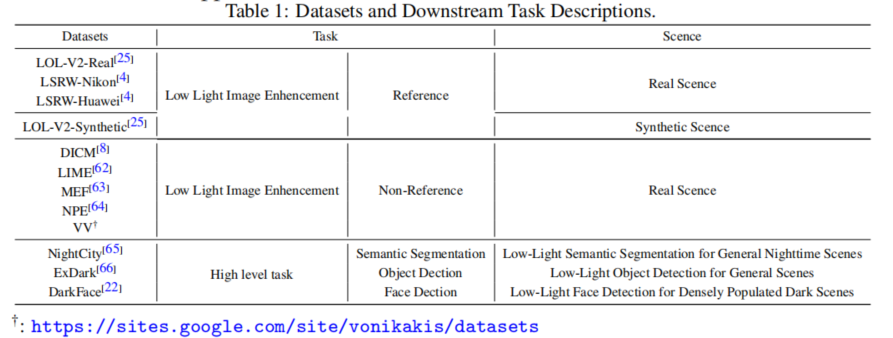 Table 1: Datasets and Downstream Task Descriptions.
Datasets Task Scence
LOL-V2-Real[25]
LSRW-Nikon[4]
LSRW-Huawei[4]
Low Light Image Enhencement Reference Real Scence
LOL-V2-Synthetic[25] Synthetic Scence
DICM[8]
LIME[62]
MEF[63]
NPE[64]
VV†
Low Light Image Enhencement Non-Reference Real Scence
NightCity[65] Semantic Segmentation Low-Light Semantic Segmentation for General Nighttime Scenes
ExDark[66] High level task Object Dection Low-Light Object Detection for General Scenes
DarkFace[22] Face Dection Low-Light Face Detection for Densely Populated Dark Scenes
†: https://sites.google.com/site/vonikakis/datasets